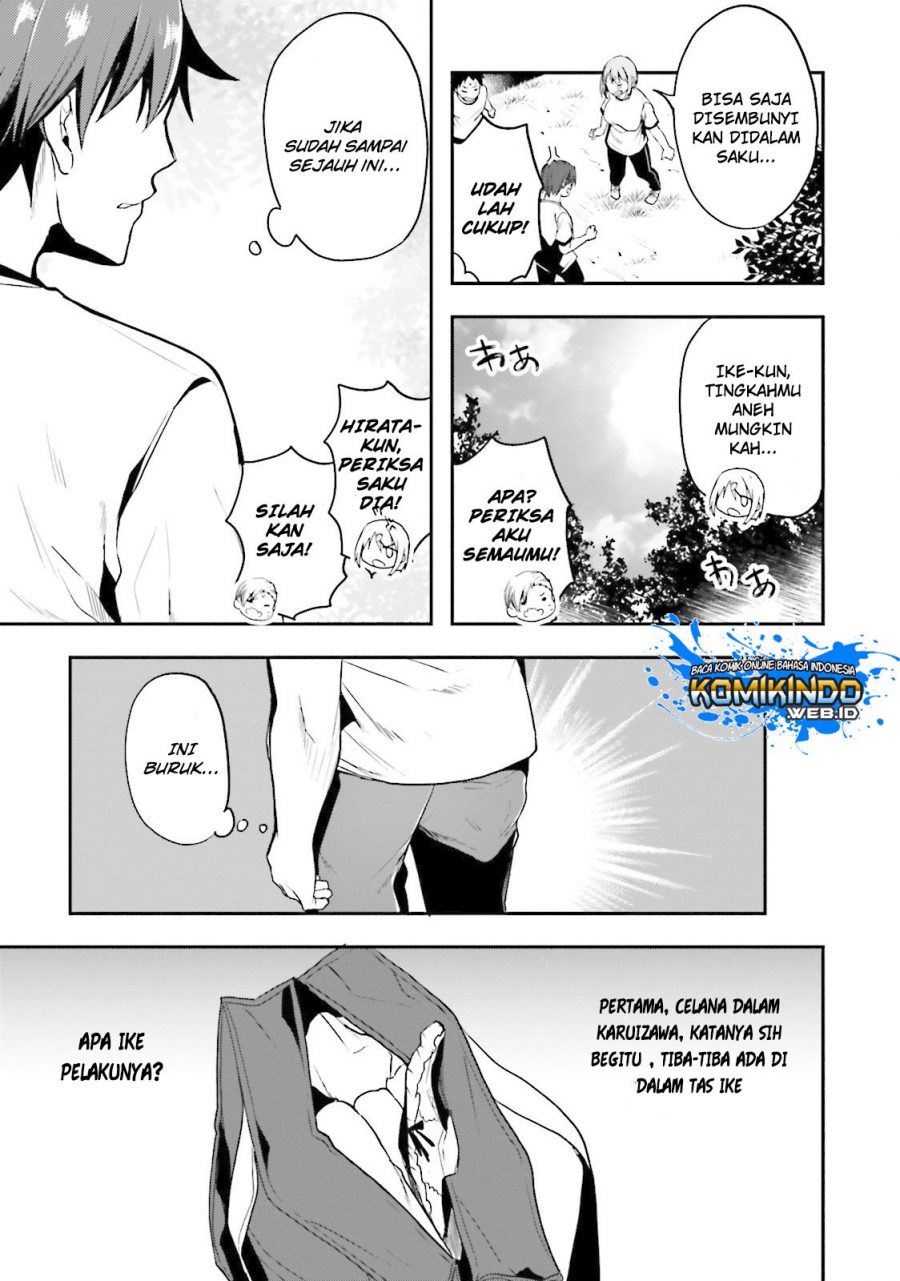 BISA SAJA
DISEMBUNYI
KAN DIDALAM
SAKU...
UDAH
LAH
CUKUP!
IKE-KUN,
TINGKAHMU
ANEH
MUNGKIN
KAH...
わあ
APA?
PERIKSA
AKU
SEMAUMU!
わあ
JIKA
SUDAH SAMPAI
SEJAUH INI...
HIRATA-
KUN,
PERIKSA
SAKU
DIA!
SILAH
KAN
SAJA!
BACA KOMIK ONLINE BAHASA INDONESIA
KOMIKINDO
WEB.ID
INI
BURUK...
PERTAMA, CELANA DALAM
KARUIZAWA, KATANYA SIH
BEGITU , TIBA-TIBA ADA DI
DALAM TAS IKE
APA IKE
PELAKUNYA?